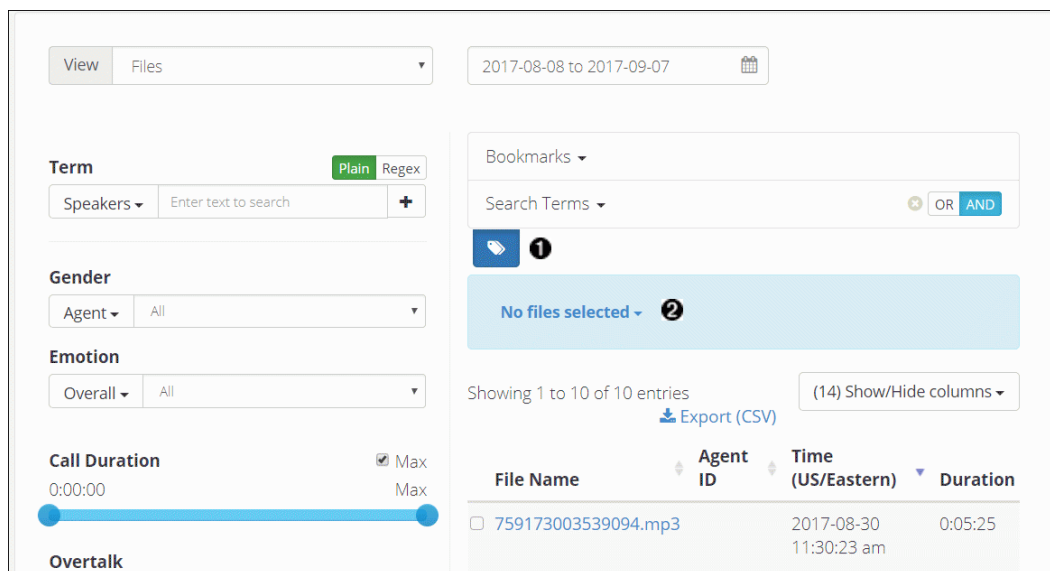 View Files
2017-08-08 to 2017-09-07
Term
Plain Regex
Speakers Enter text to search
Gender
Agent All
Emotion
Overall All
Call Duration
Max
0:00:00 Max
Overtalk
Bookmarks
Search Terms
OR AND
1
No files selected 2
Showing 1 to 10 of 10 entries
Export (CSV)
(14) Show/Hide columns
File Name Agent ID Time (US/Eastern) Duration
759173003539094.mp3 2017-08-30 0:05:25
11:30:23 am